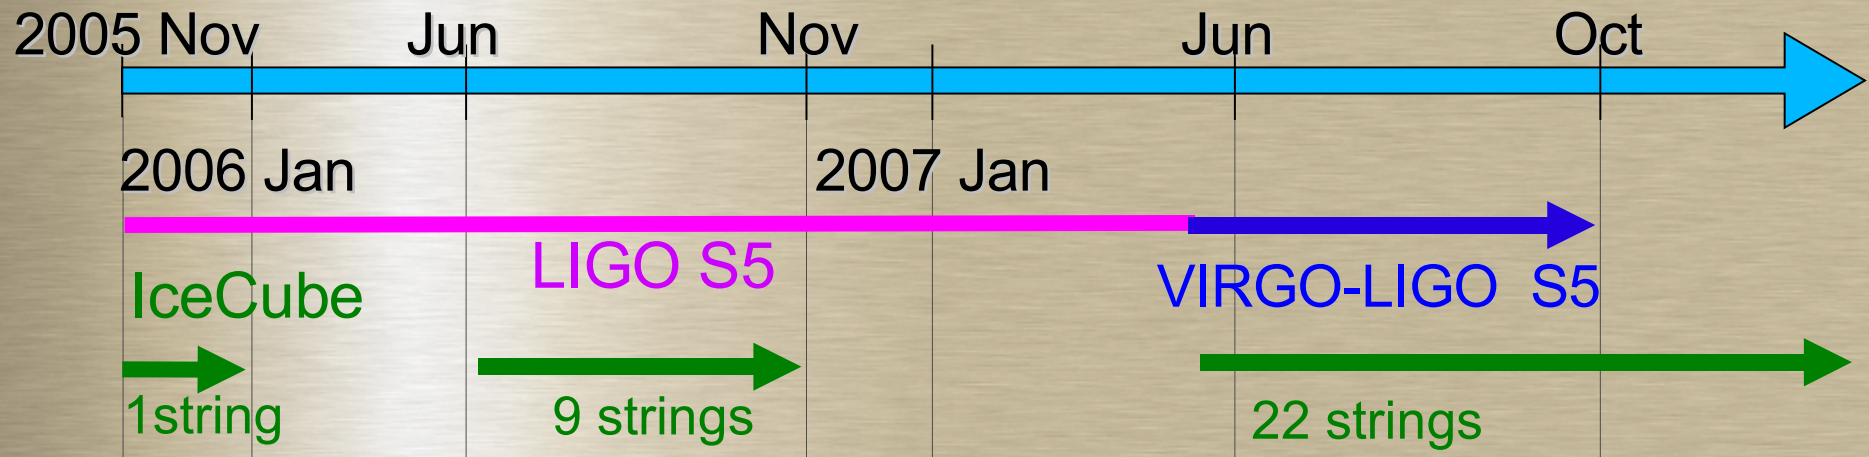 2005 Nov Jun Nov Jun Oct
2006 Jan 2007 Jan
LIGO S5
VIRGO-LIGO S5
IceCube
1string
9 strings
22 strings